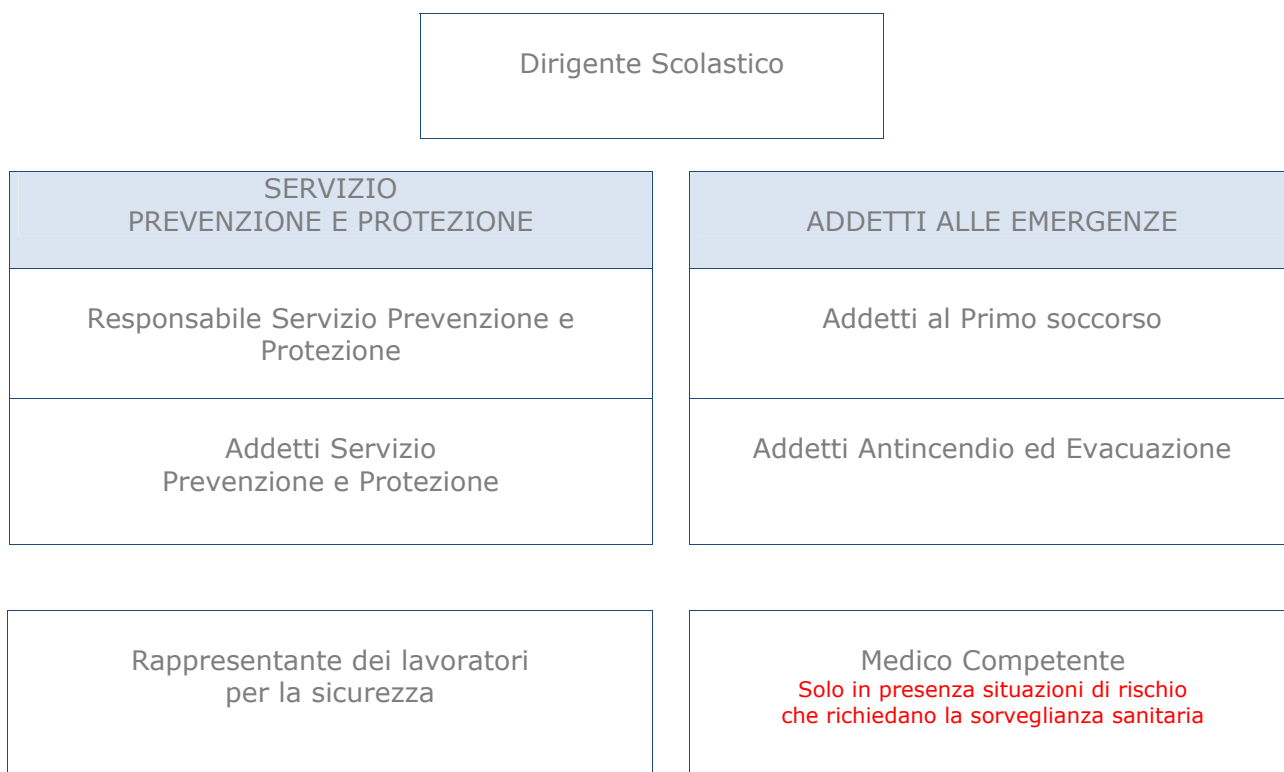 Dirigente Scolastico
SERVIZIO
PREVENZIONE E PROTEZIONE
Responsabile Servizio Prevenzione e
Protezione
Addetti Servizio
Prevenzione e Protezione
ADDETTI ALLE EMERGENZE
Addetti al Primo soccorso
Addetti Antincendio ed Evacuazione
Rappresentante dei lavoratori
per la sicurezza
Medico Competente
Solo in presenza situazioni di rischio
che richiedano la sorveglianza sanitaria